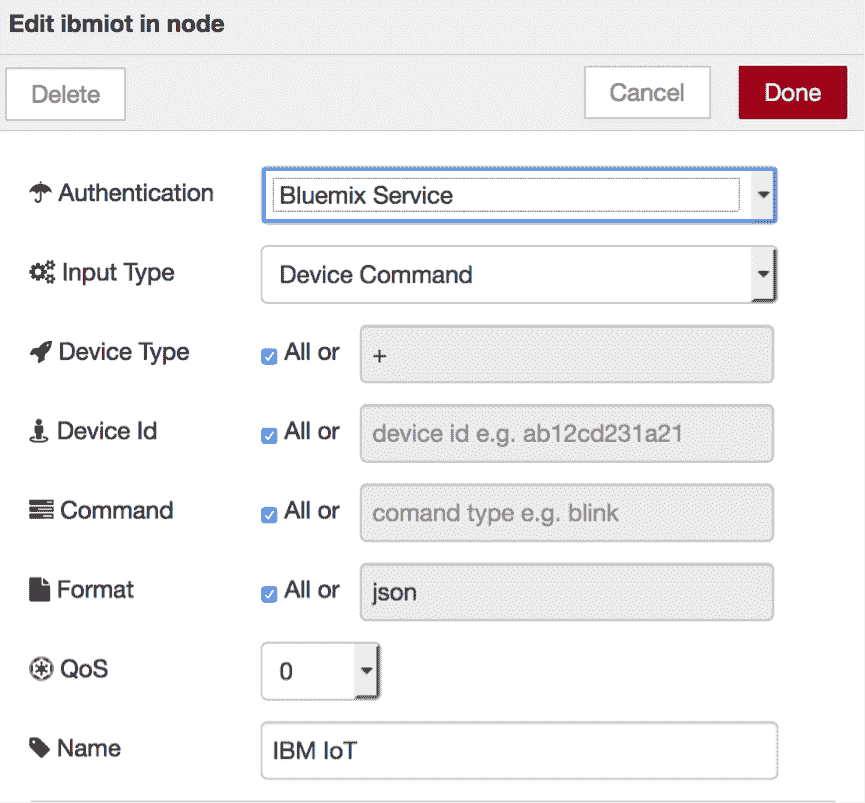 Edit ibmiot in node
Delete Cancel Done
Authentication Bluemix Service
Input Type Device Command
Device Type All or +
Device Id All or device id e.g. ab12cd231a21
Command All or comand type e.g. blink
Format All or json
QoS 0
Name IBM IoT